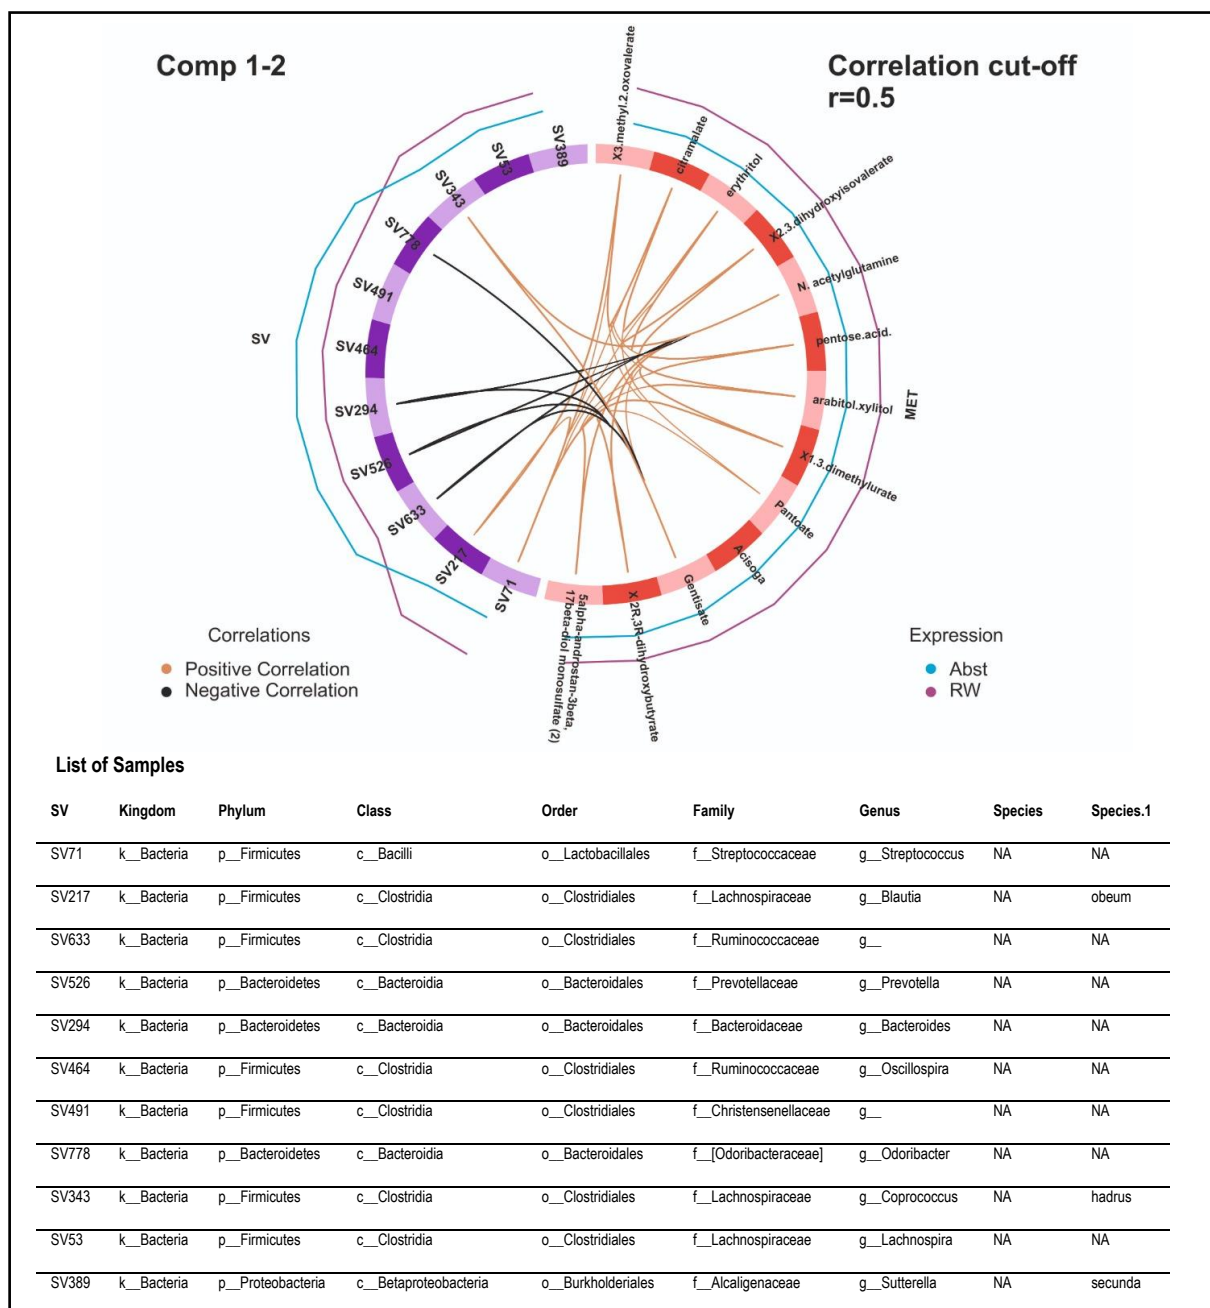 Comp 1-2
Correlation cut-off
r=0.5
X3.methyl.2.oxovalerate
citramalate
erythritol
X2.3.dihydroxyisovalerate
N. acetylglutamine
pentose.acid.
arabitol.xylitol
X1.3.dimethylurate
Pantoate
Acisoga
Gentisate
X.2R,3R-dihydroxybutyrate
5alpha-androstan-3beta,
17beta-diol monosulfate (2)
SV71
SV217
SV633
SV526
SV294
SV464
SV491
SV778
SV343
SV53
SV389
SV
MET
Correlations
Positive Correlation
Negative Correlation
Expression
Abst
RW
List of Samples
SV Kingdom Phylum Class Order Family Genus Species Species.1
SV71 k__Bacteria p__Firmicutes c__Bacilli o__Lactobacillales f__Streptococcaceae g__Streptococcus NA NA
SV217 k__Bacteria p__Firmicutes c__Clostridia o__Clostridiales f__Lachnospiraceae g__Blautia NA obeum
SV633 k__Bacteria p__Firmicutes c__Clostridia o__Clostridiales f__Ruminococcaceae g__ NA NA
SV526 k__Bacteria p__Bacteroidetes c__Bacteroidia o__Bacteroidales f__Prevotellaceae g__Prevotella NA NA
SV294 k__Bacteria p__Bacteroidetes c__Bacteroidia o__Bacteroidales f__Bacteroidaceae g__Bacteroides NA NA
SV464 k__Bacteria p__Firmicutes c__Clostridia o__Clostridiales f__Ruminococcaceae g__Oscillospira NA NA
SV491 k__Bacteria p__Firmicutes c__Clostridia o__Clostridiales f__Christensenellaceae g__ NA NA
SV778 k__Bacteria p__Bacteroidetes c__Bacteroidia o__Bacteroidales f__[Odoribacteraceae] g__Odoribacter NA NA
SV343 k__Bacteria p__Firmicutes c__Clostridia o__Clostridiales f__Lachnospiraceae g__Coprococcus NA hadrus
SV53 k__Bacteria p__Firmicutes c__Clostridia o__Clostridiales f__Lachnospiraceae g__Lachnospira NA NA
SV389 k__Bacteria p__Proteobacteria c__Betaproteobacteria o__Burkholderiales f__Alcaligenaceae g__Sutterella NA secunda